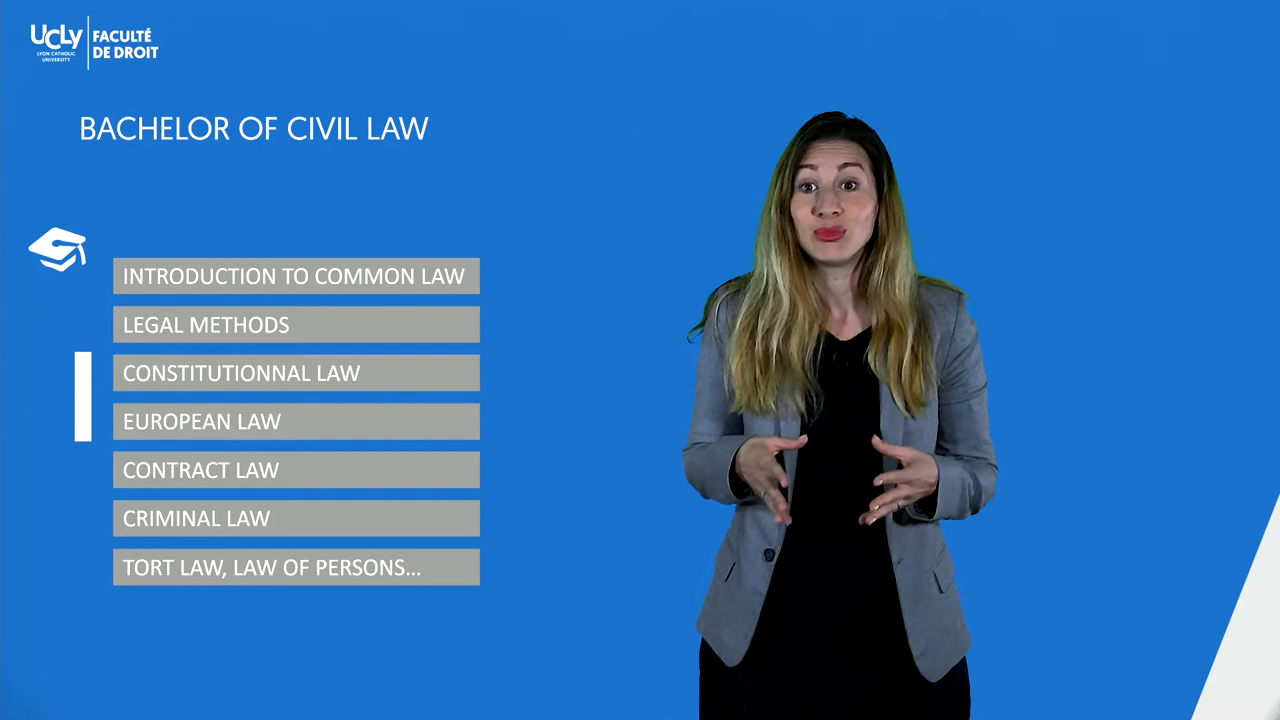 UCLy
LYON CATHOLIC
UNIVERSITY
FACULTÉ
DE DROIT
BACHELOR OF CIVIL LAW
INTRODUCTION TO COMMON LAW
LEGAL METHODS
CONSTITUTIONNAL LAW
EUROPEAN LAW
CONTRACT LAW
CRIMINAL LAW
TORT LAW, LAW OF PERSONS...